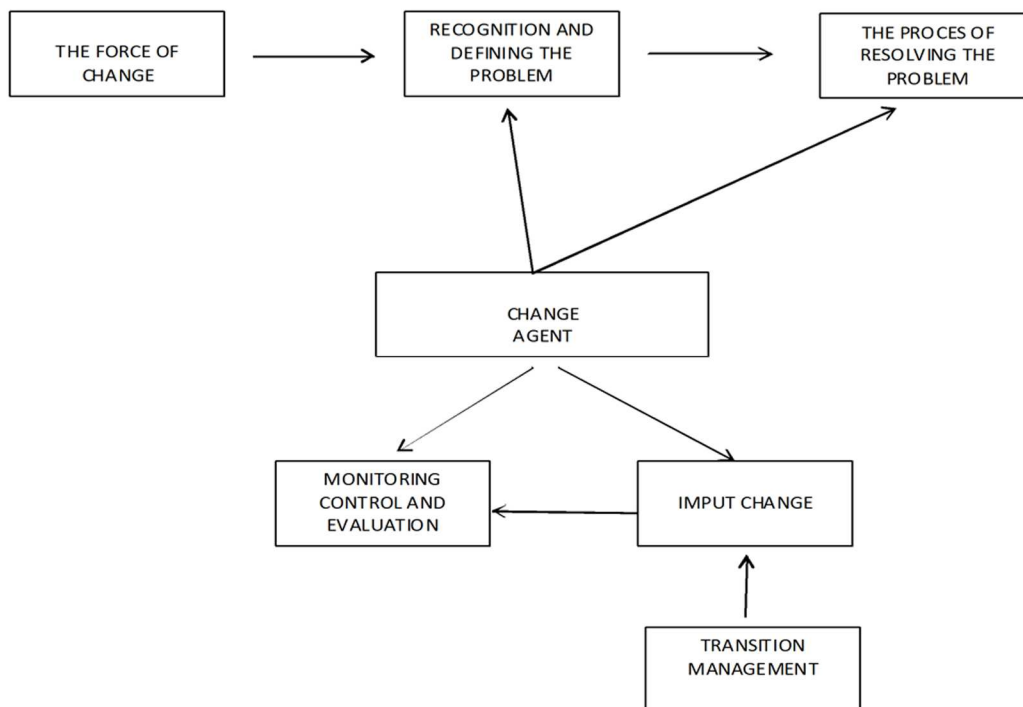 THE FORCE OF
CHANGE
RECOGNITION AND
DEFINING THE
PROBLEM
THE PROCES OF
RESOLVING THE
PROBLEM
CHANGE
AGENT
MONITORING
CONTROL AND
EVALUATION
IMPUT CHANGE
TRANSITION
MANAGEMENT